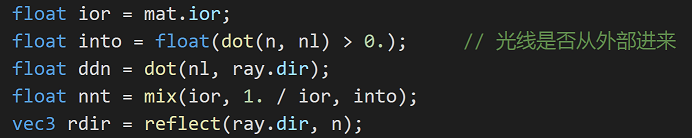 float ior = mat.ior;
float into = float(dot(n, nl) > 0.);     // 光线是否从外部进来
float ddn = dot(nl, ray.dir);
float nnt = mix(ior, 1. / ior, into);
vec3 rdir = reflect(ray.dir, n);